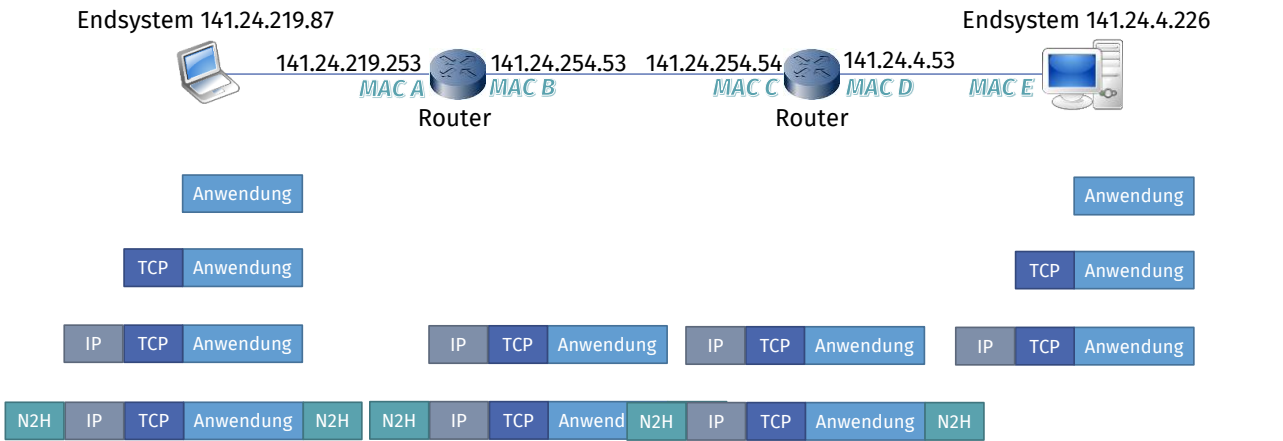 Endsystem 141.24.219.87
Endsystem 141.24.4.226
141.24.219.253
141.24.254.53
141.24.254.54
141.24.4.53
MAC A
MAC B
MAC C
MAC D
MAC E
Router
Router
Anwendung
Anwendung
TCP Anwendung
TCP Anwendung
IP TCP Anwendung
IP TCP Anwendung
IP TCP Anwendung
IP TCP Anwendung
N2H IP TCP Anwendung N2H
N2H IP TCP Anwend
N2H IP TCP Anwendung N2H